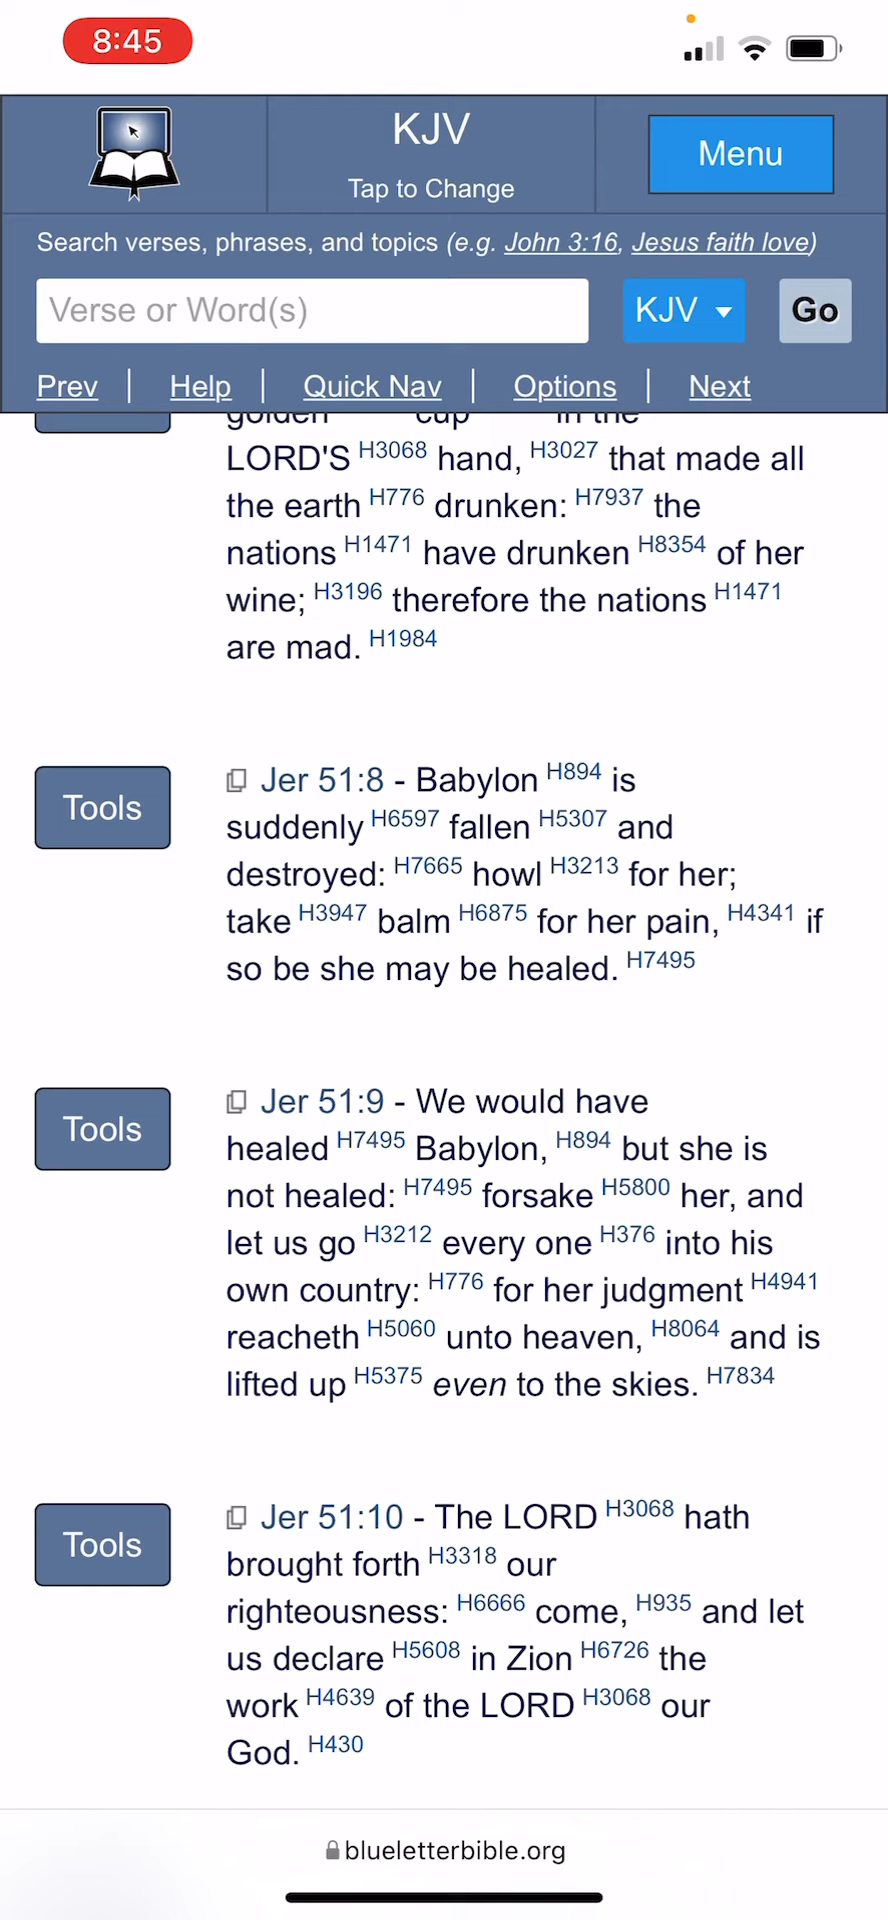 8:45
KJV
Tap to Change
Menu
Search verses, phrases, and topics (e.g. John 3:16, Jesus faith love)
Verse or Word(s)
KJV
Go
Prev | Help | Quick Nav | Options | Next
golden cup in the
LORD'S H3068 hand, H3027 that made all
the earth H776 drunken: H7937 the
nations H1471 have drunken H8354 of her
wine; H3196 therefore the nations H1471
are mad. H1984
Tools
Jer 51:8 - Babylon H894 is
suddenly H6597 fallen H5307 and
destroyed: H7665 howl H3213 for her;
take H3947 balm H6875 for her pain, H4341 if
so be she may be healed. H7495
Tools
Jer 51:9 - We would have
healed H7495 Babylon, H894 but she is
not healed: H7495 forsake H5800 her, and
let us go H3212 every one H376 into his
own country: H776 for her judgment H4941
reacheth H5060 unto heaven, H8064 and is
lifted up H5375 even to the skies. H7834
Tools
Jer 51:10 - The LORD H3068 hath
brought forth H3318 our
righteousness: H6666 come, H935 and let
us declare H5608 in Zion H6726 the
work H4639 of the LORD H3068 our
God. H430
blueletterbible.org